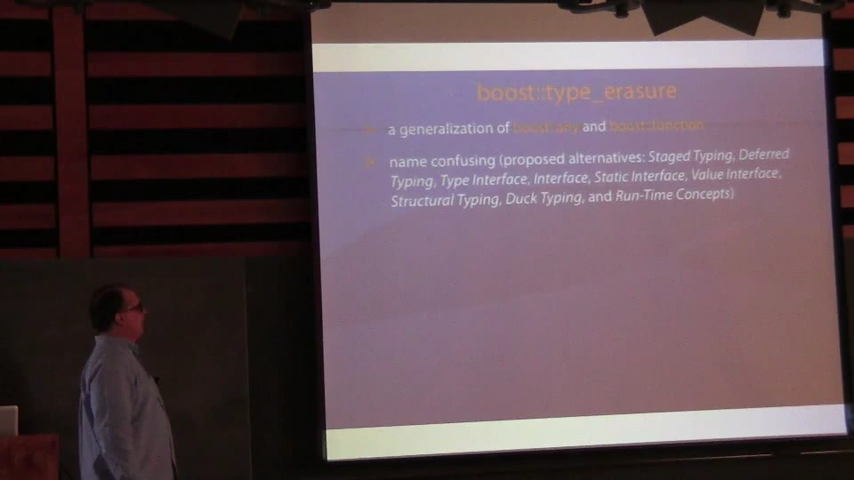 boost::type_erasure
a generalization of boost::any and boost::function
name confusing (proposed alternatives: Staged Typing, Deferred
Typing, Type Interface, Interface, Static Interface, Value Interface,
Structural Typing, Duck Typing, and Run-Time Concepts)